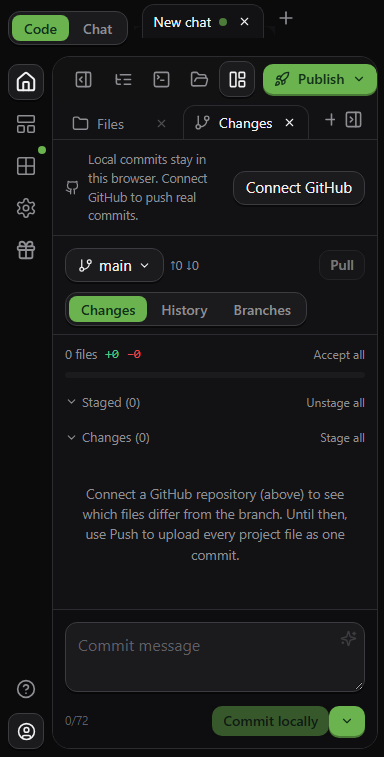 Code Chat New chat
Publish
Files Changes
Local commits stay in
this browser. Connect
GitHub to push real
commits.
Connect GitHub
main ↑0 ↓0 Pull
Changes History Branches
0 files +0 −0 Accept all
Staged (0) Unstage all
Changes (0) Stage all
Connect a GitHub repository (above) to see
which files differ from the branch. Until then,
use Push to upload every project file as one
commit.
Commit message
0/72 Commit locally